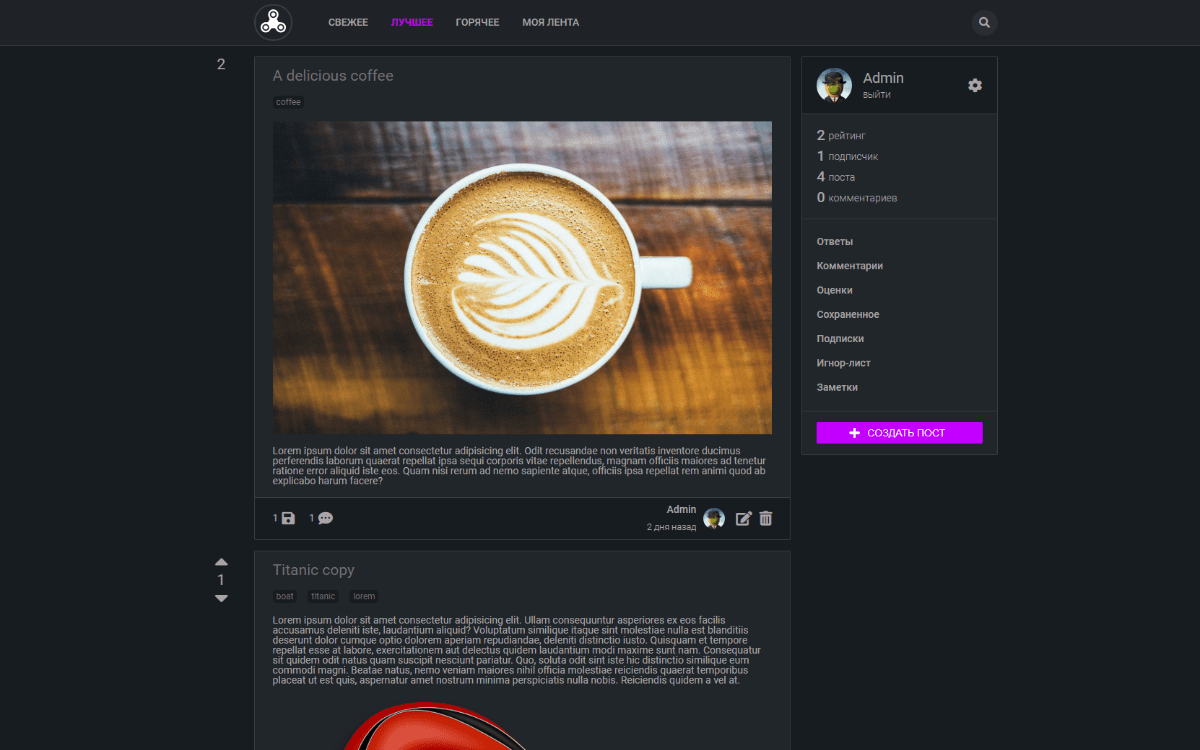 СВЕЖЕЕ ЛУЧШЕЕ ГОРЯЧЕЕ МОЯ ЛЕНТА
2
A delicious coffee
coffee
Lorem ipsum dolor sit amet consectetur adipisicing elit. Odit recusandae non veritatis inventore ducimus
perferendis laborum quaerat repellat ipsa sequi corporis vitae repellendus, magnam officiis maiores ad tenetur
ratione error aliquid iste eos. Quam nisi rerum ad nemo sapiente atque, officiis ipsa repellat rem animi quod ab
explicabo harum facere?
1 1
Admin
2 дня назад
1
Titanic copy
boat titanic lorem
Lorem ipsum dolor sit amet consectetur adipisicing elit. Ullam consequuntur asperiores ex eos facilis
accusamus deleniti iste, laudantium aliquid? Voluptatum similique itaque sint molestiae nulla est blanditiis
deserunt dolor cumque optio dolorem aperiam repudiandae, deleniti distinctio iusto. Quisquam et tempore
repellat esse at labore, exercitationem aut delectus quidem laudantium modi maxime sunt nam. Consequatur
sit quidem odit natus quam suscipit nesciunt pariatur. Quo, soluta odit sint iste hic distinctio similique eum
commodi magni. Beatae natus, nemo veniam maiores nihil officia molestiae reiciendis quaerat temporibus
placeat ut est quis, aspernatur amet nostrum minima perspiciatis nulla nobis. Reiciendis quidem a vel at.
Admin
выйти
2 рейтинг
1 подписчик
4 поста
0 комментариев
Ответы
Комментарии
Оценки
Сохраненное
Подписки
Игнор-лист
Заметки
СОЗДАТЬ ПОСТ